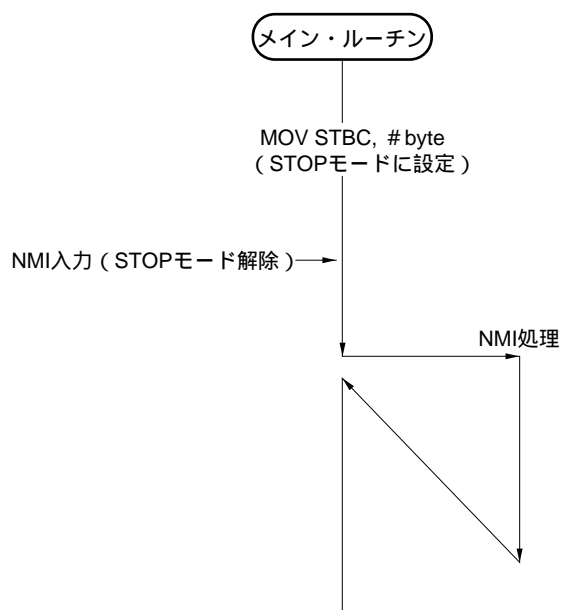 メイン・ルーチン
MOV STBC, #byte
(STOPモードに設定)
NMI入力(STOPモード解除)
NMI処理